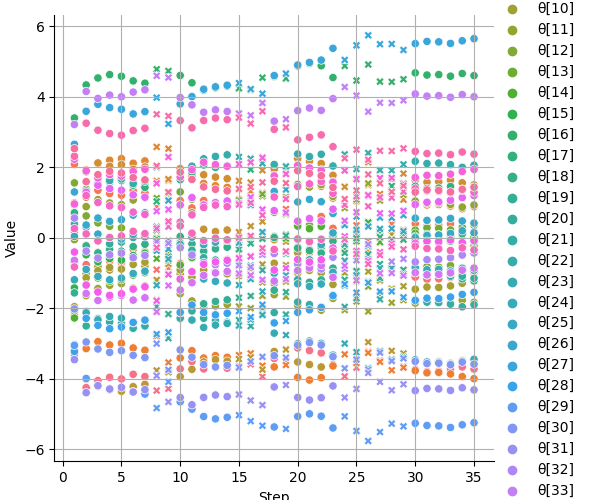 6
4
2
0
−2
−4
−6
Value
0
5
10
15
20
25
30
35
Step
θ[10]
θ[11]
θ[12]
θ[13]
θ[14]
θ[15]
θ[16]
θ[17]
θ[18]
θ[19]
θ[20]
θ[21]
θ[22]
θ[23]
θ[24]
θ[25]
θ[26]
θ[27]
θ[28]
θ[29]
θ[30]
θ[31]
θ[32]
θ[33]